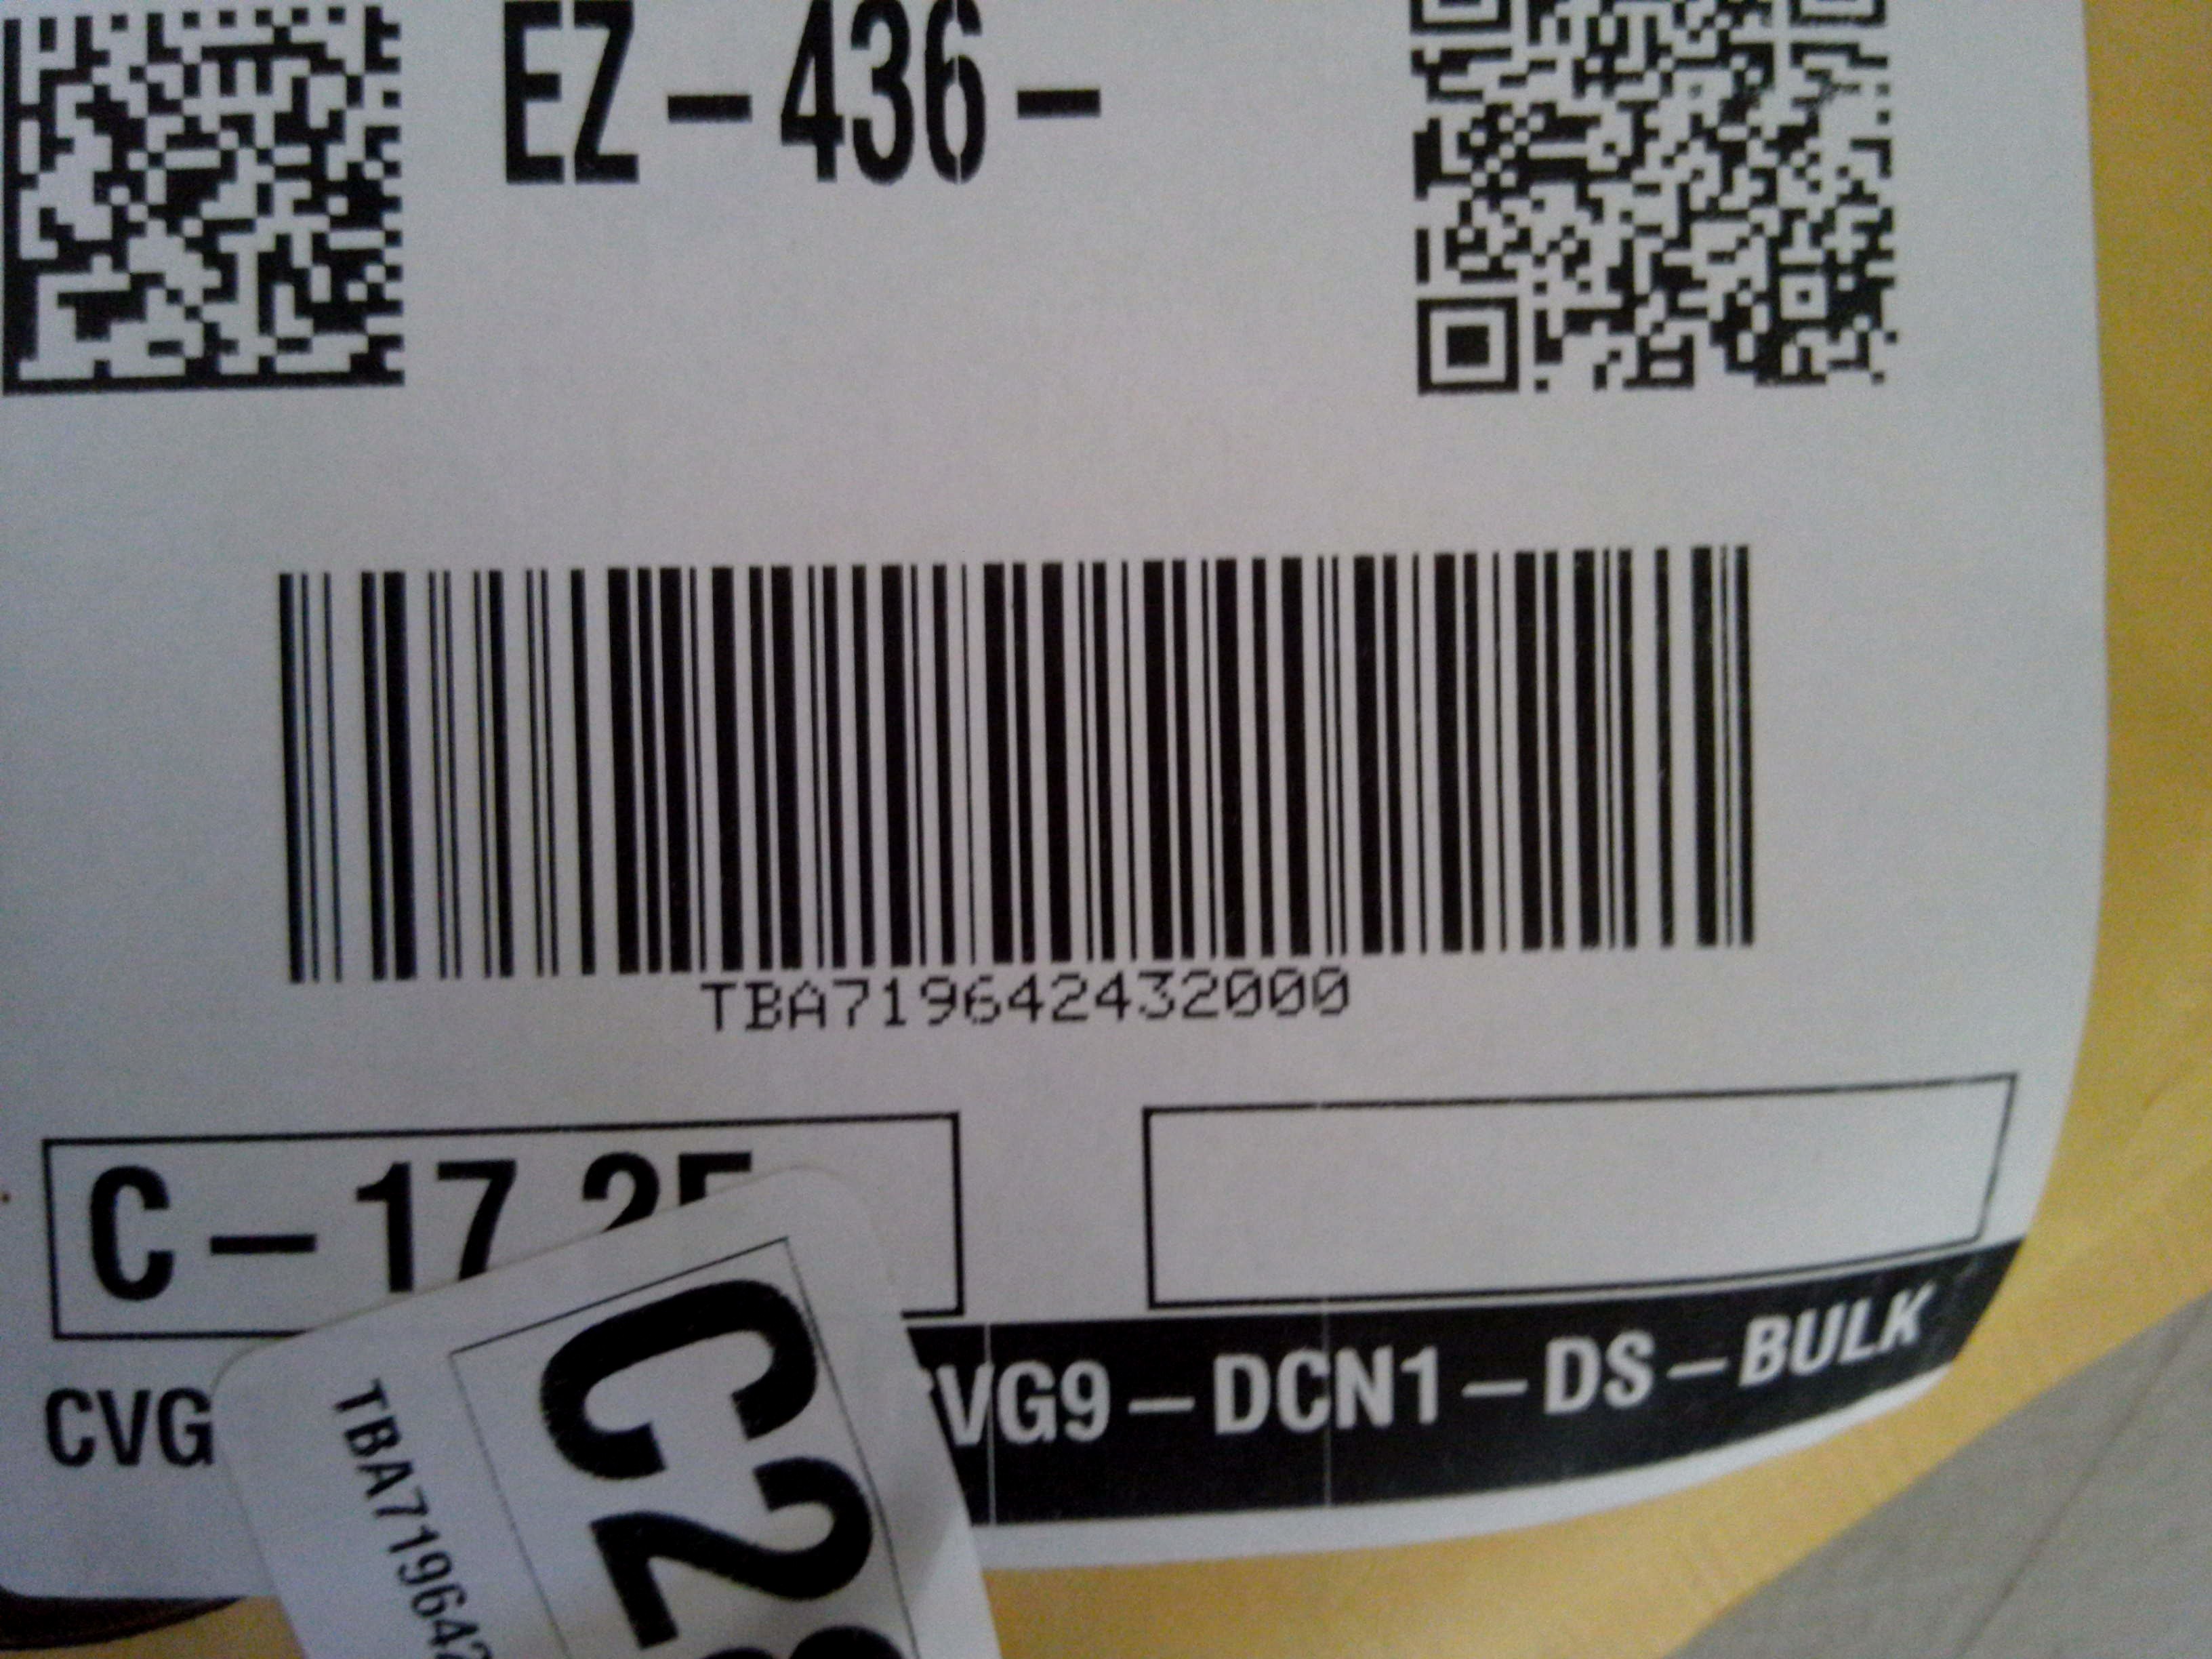 EZ – 436 –
TBA719642432000
C – 17
CVG
VG9 – DCN1 – DS – BULK
C2
TBA719642